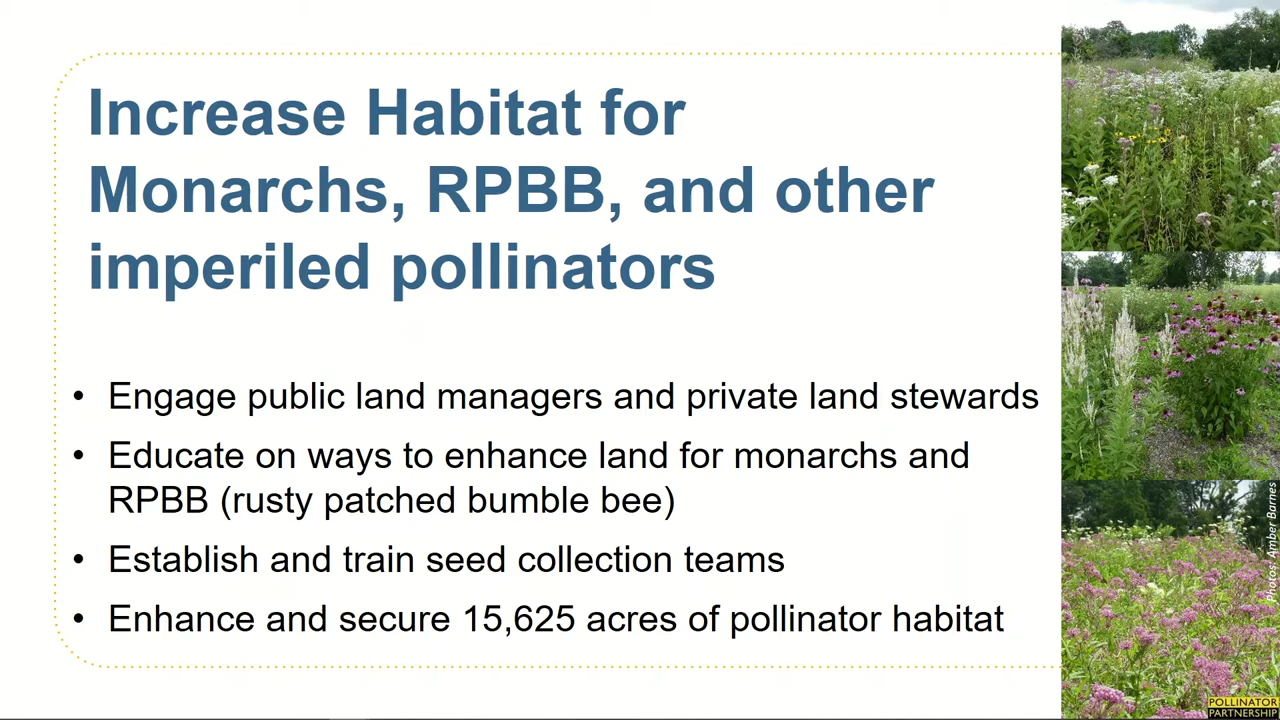 Increase Habitat for
Monarchs, RPBB, and other
imperiled pollinators
• Engage public land managers and private land stewards
• Educate on ways to enhance land for monarchs and
RPBB (rusty patched bumble bee)
• Establish and train seed collection teams
• Enhance and secure 15,625 acres of pollinator habitat
Photos: Amber Barnes
POLLINATOR
PARTNERSHIP